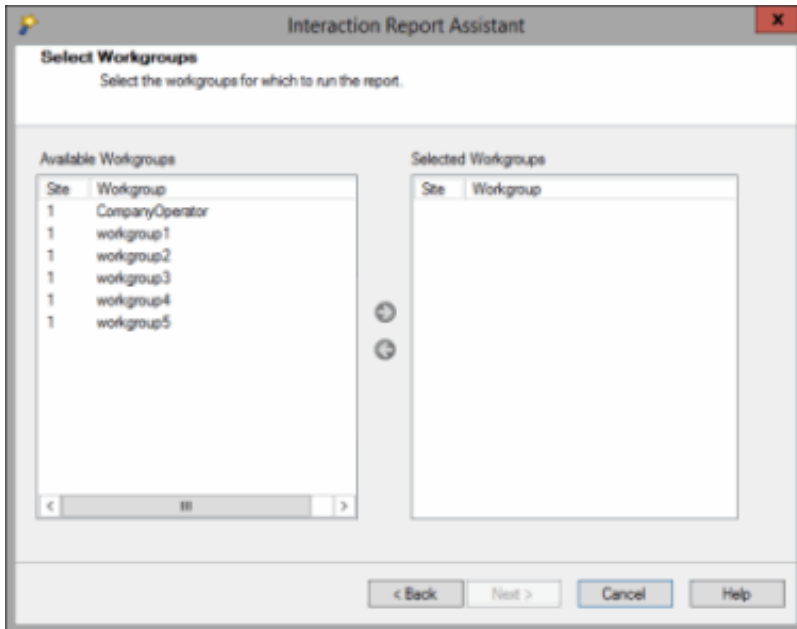 Interaction Report Assistant
x
Select Workgroups
Select the workgroups for which to run the report.
Available Workgroups
Selected Workgroups
Site Workgroup
Site Workgroup
1 CompanyOperator
1 workgroup1
1 workgroup2
1 workgroup3
1 workgroup4
1 workgroup5
< Back
Next >
Cancel
Help